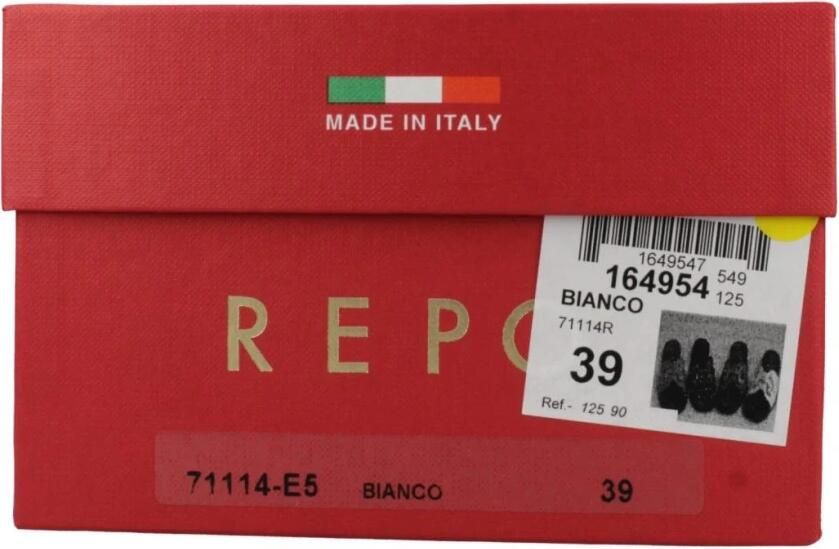 MADE IN ITALY
REPO
1649547 549
164954 125
BIANCO
71114R
39
Ref.- 125 90
71114-E5 BIANCO 39